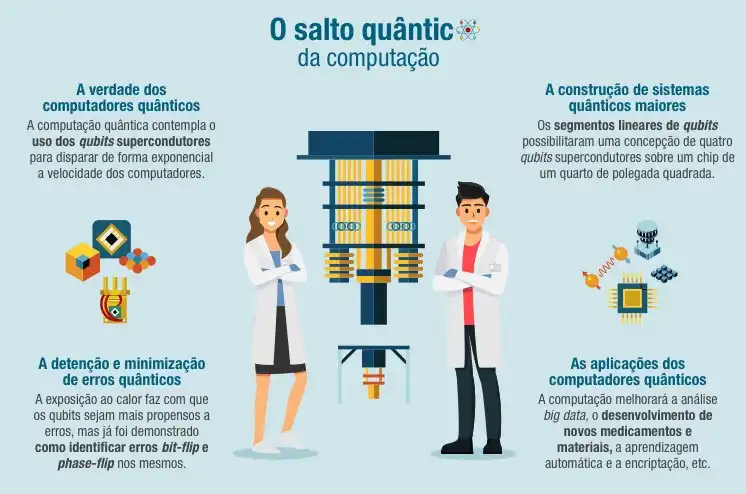 O salto quântic
da computação
A verdade dos
computadores quânticos
A computação quântica contempla o
uso dos qubits supercondutores
para disparar de forma exponencial
a velocidade dos computadores.
A construção de sistemas
quânticos maiores
Os segmentos lineares de qubits
possibilitaram uma concepção de quatro
qubits supercondutores sobre um chip de
um quarto de polegada quadrada.
A detenção e minimização
de erros quânticos
A exposição ao calor faz com que
os qubits sejam mais propensos a
erros, mas já foi demonstrado
como identificar erros bit-flip e
phase-flip nos mesmos.
As aplicações dos
computadores quânticos
A computação melhorará a análise
big data, o desenvolvimento de
novos medicamentos e
materiais, a aprendizagem
automática e a encriptação, etc.